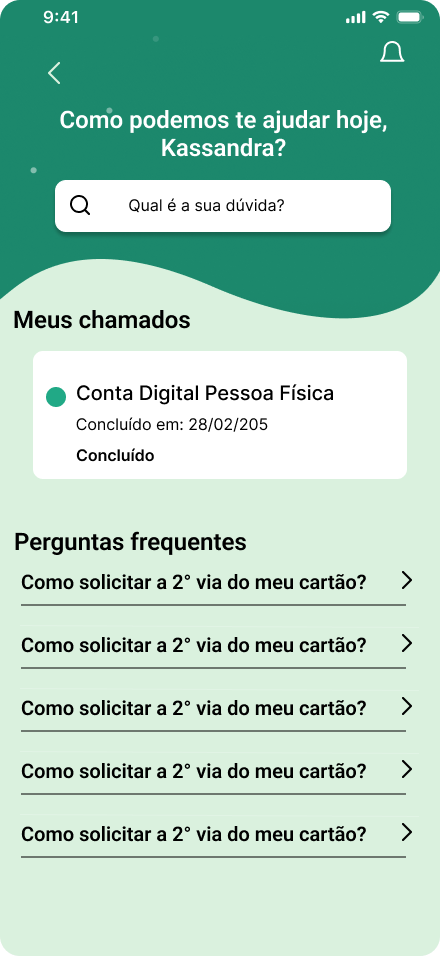 9:41
Como podemos te ajudar hoje,
Kassandra?
Qual é a sua dúvida?
Meus chamados
Conta Digital Pessoa Física
Concluído em: 28/02/205
Concluído
Perguntas frequentes
Como solicitar a 2° via do meu cartão?
Como solicitar a 2° via do meu cartão?
Como solicitar a 2° via do meu cartão?
Como solicitar a 2° via do meu cartão?
Como solicitar a 2° via do meu cartão?